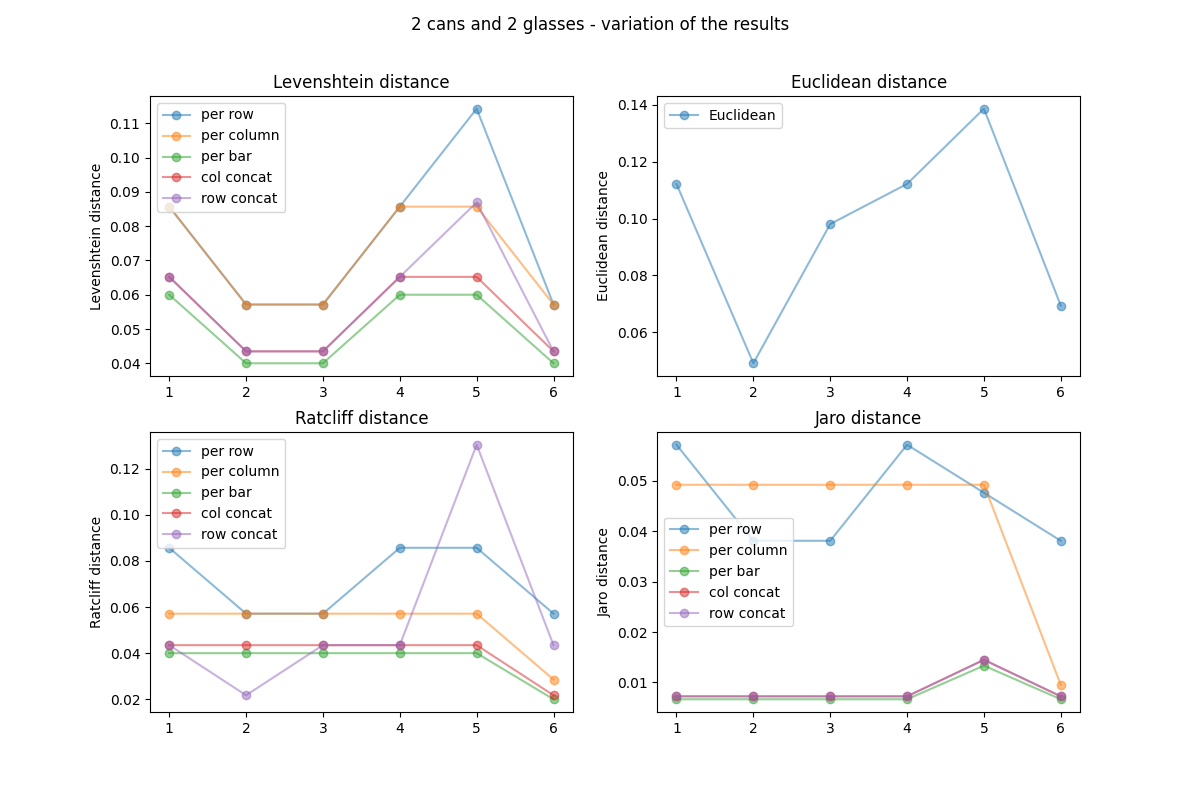 2 cans and 2 glasses - variation of the results
Levenshtein distance
Levenshtein distance
0.11
0.10
0.09
0.08
0.07
0.06
0.05
0.04
per row
per column
per bar
col concat
row concat
1 2 3 4 5 6
Euclidean distance
Euclidean distance
0.14
0.12
0.10
0.08
0.06
Euclidean
1 2 3 4 5 6
Ratcliff distance
Ratcliff distance
0.12
0.10
0.08
0.06
0.04
0.02
per row
per column
per bar
col concat
row concat
1 2 3 4 5 6
Jaro distance
Jaro distance
0.05
0.04
0.03
0.02
0.01
per row
per column
per bar
col concat
row concat
1 2 3 4 5 6